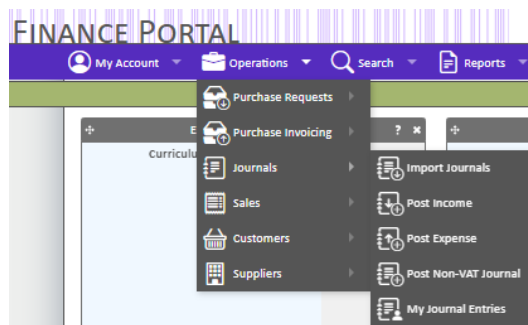 FINANCE PORTAL
My Account Operations Search Reports
Purchase Requests
E ? ×
Purchase Invoicing
Curriculu
Journals
Import Journals
Sales
Post Income
Customers
Post Expense
Suppliers
Post Non-VAT Journal
My Journal Entries